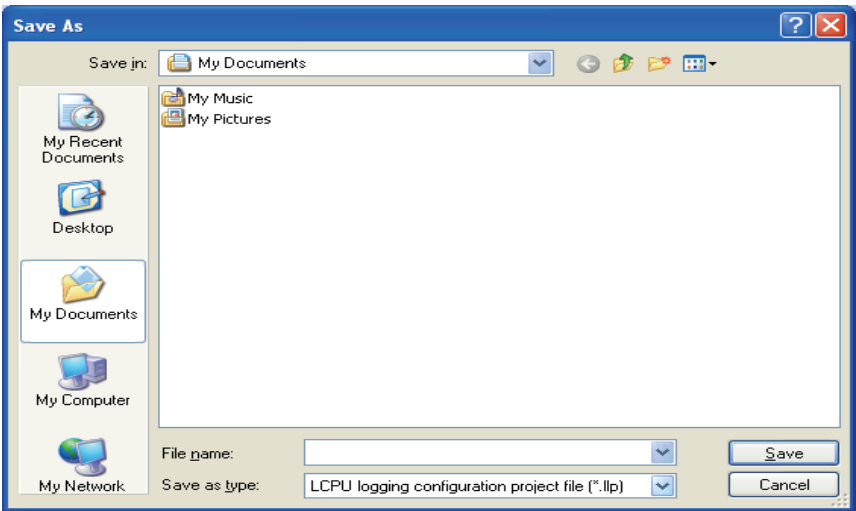 Save As
Save in:
My Documents
My Recent
Documents
Desktop
My Documents
My Computer
My Network
My Music
My Pictures
File name:
Save
Save as type:
LCPU logging configuration project file (*.llp)
Cancel